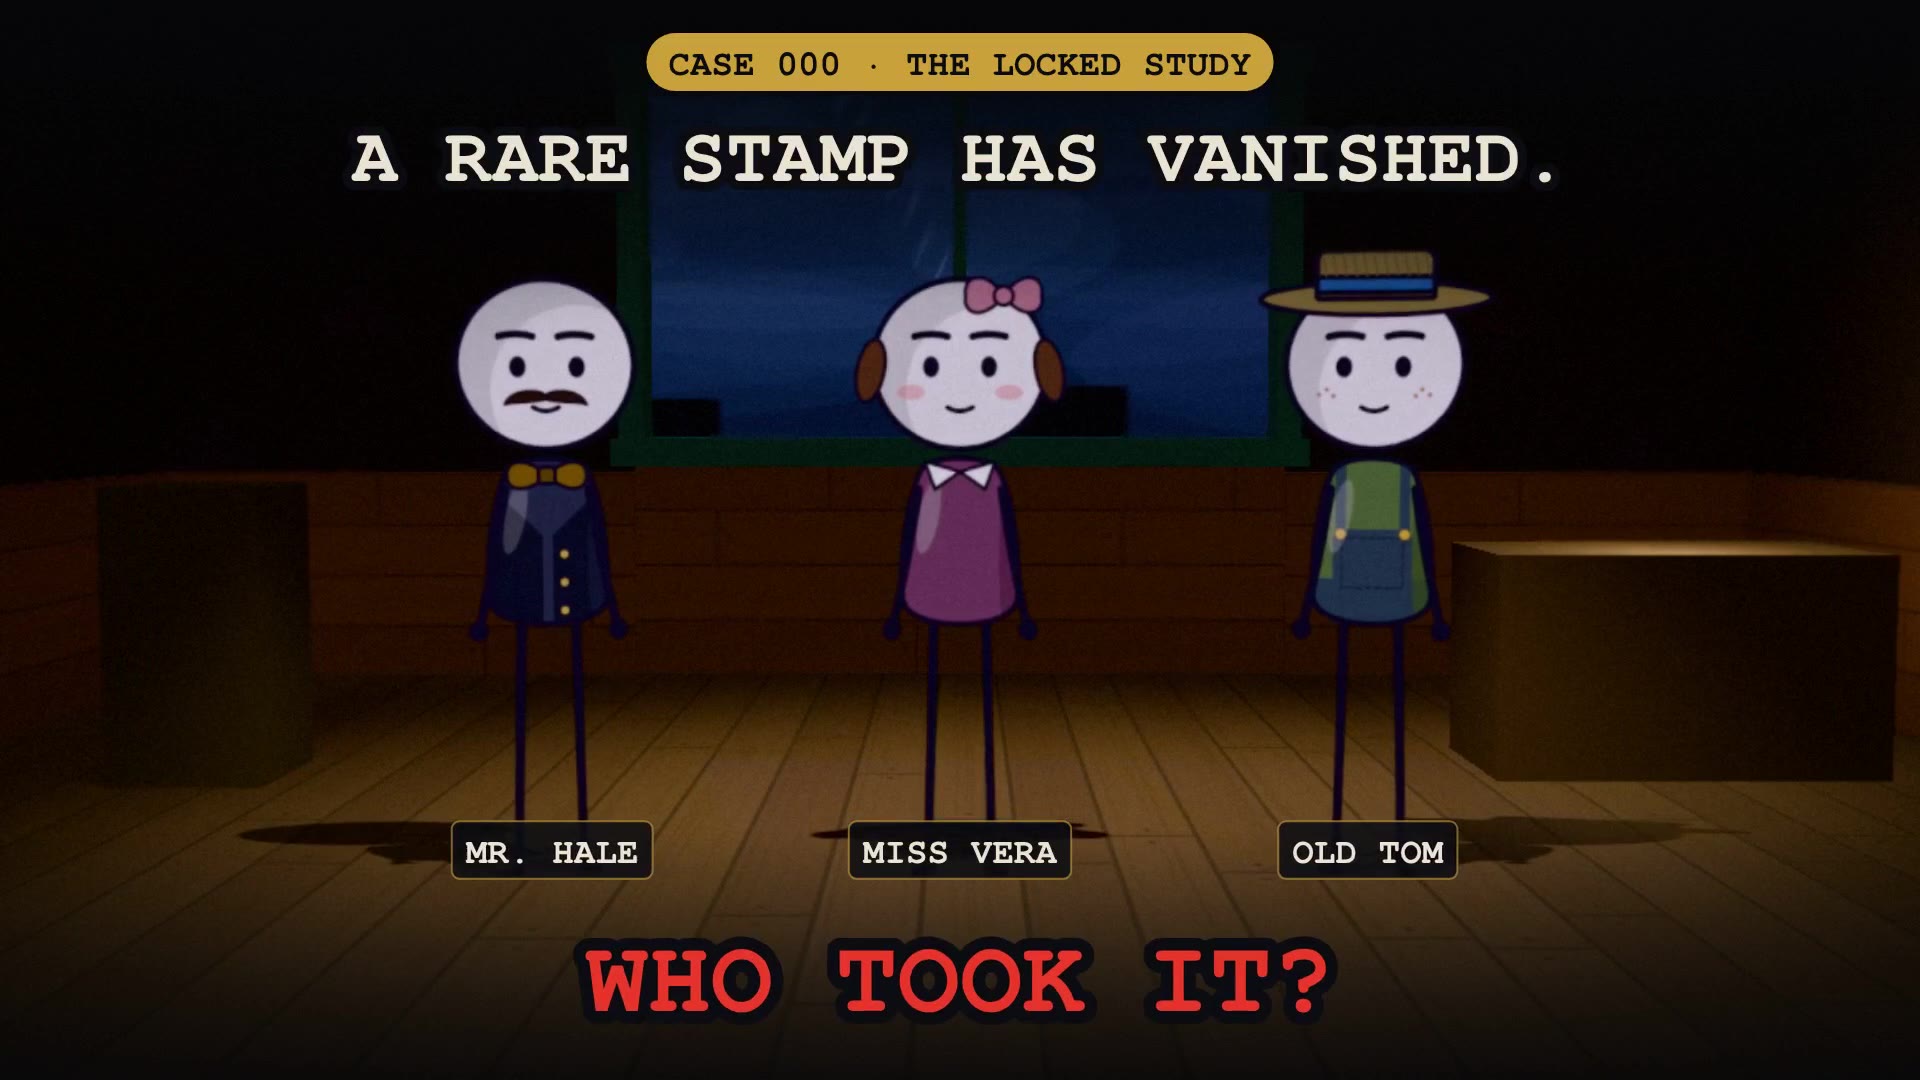 CASE 000 · THE LOCKED STUDY
A RARE STAMP HAS VANISHED.
MR. HALE
MISS VERA
OLD TOM
WHO TOOK IT?